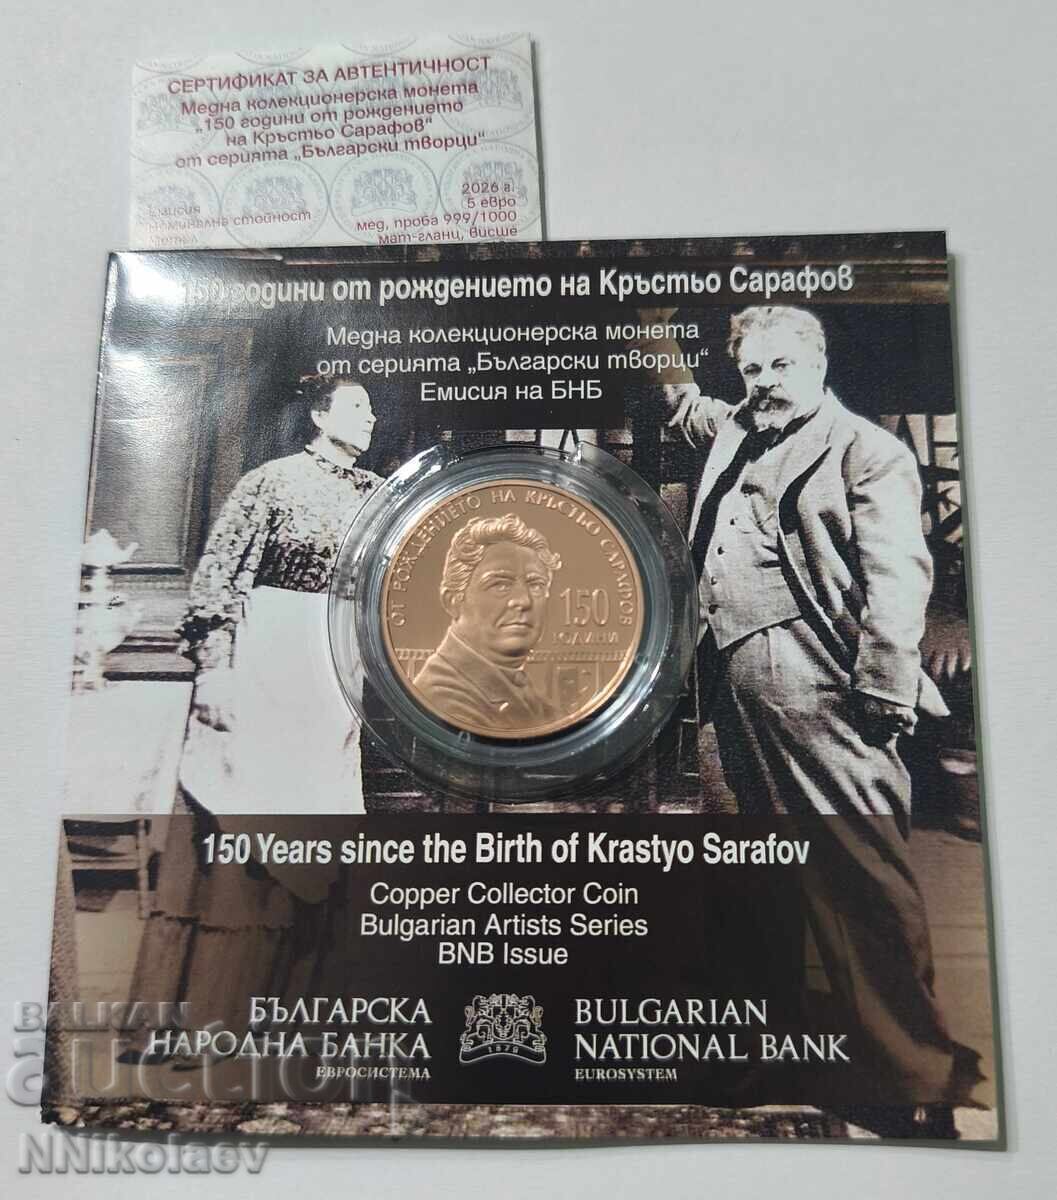 СЕРТИФИКАТ ЗА АВТЕНТИЧНОСТ
Медна колекционерска монета
„150 години от рождението
на Кръстьо Сарафов“
от серията „Български творци“
Емисия 2026 г.
Номинална стойност 5 евро
Метал мед, проба 999/1000
мат-гланц, висше
150 години от рождението на Кръстьо Сарафов
Медна колекционерска монета
от серията „Български творци“
Емисия на БНБ
ОТ РОЖДЕНИЕТО НА КРЪСТЬО САРАФОВ
150
ГОДИНИ
150 Years since the Birth of Krastyo Sarafov
Copper Collector Coin
Bulgarian Artists Series
BNB Issue
БЪЛГАРСКА
НАРОДНА БАНКА
ЕВРОСИСТЕМА
1879
BULGARIAN
NATIONAL BANK
EUROSYSTEM
BALKAN
auction
NNikolaev